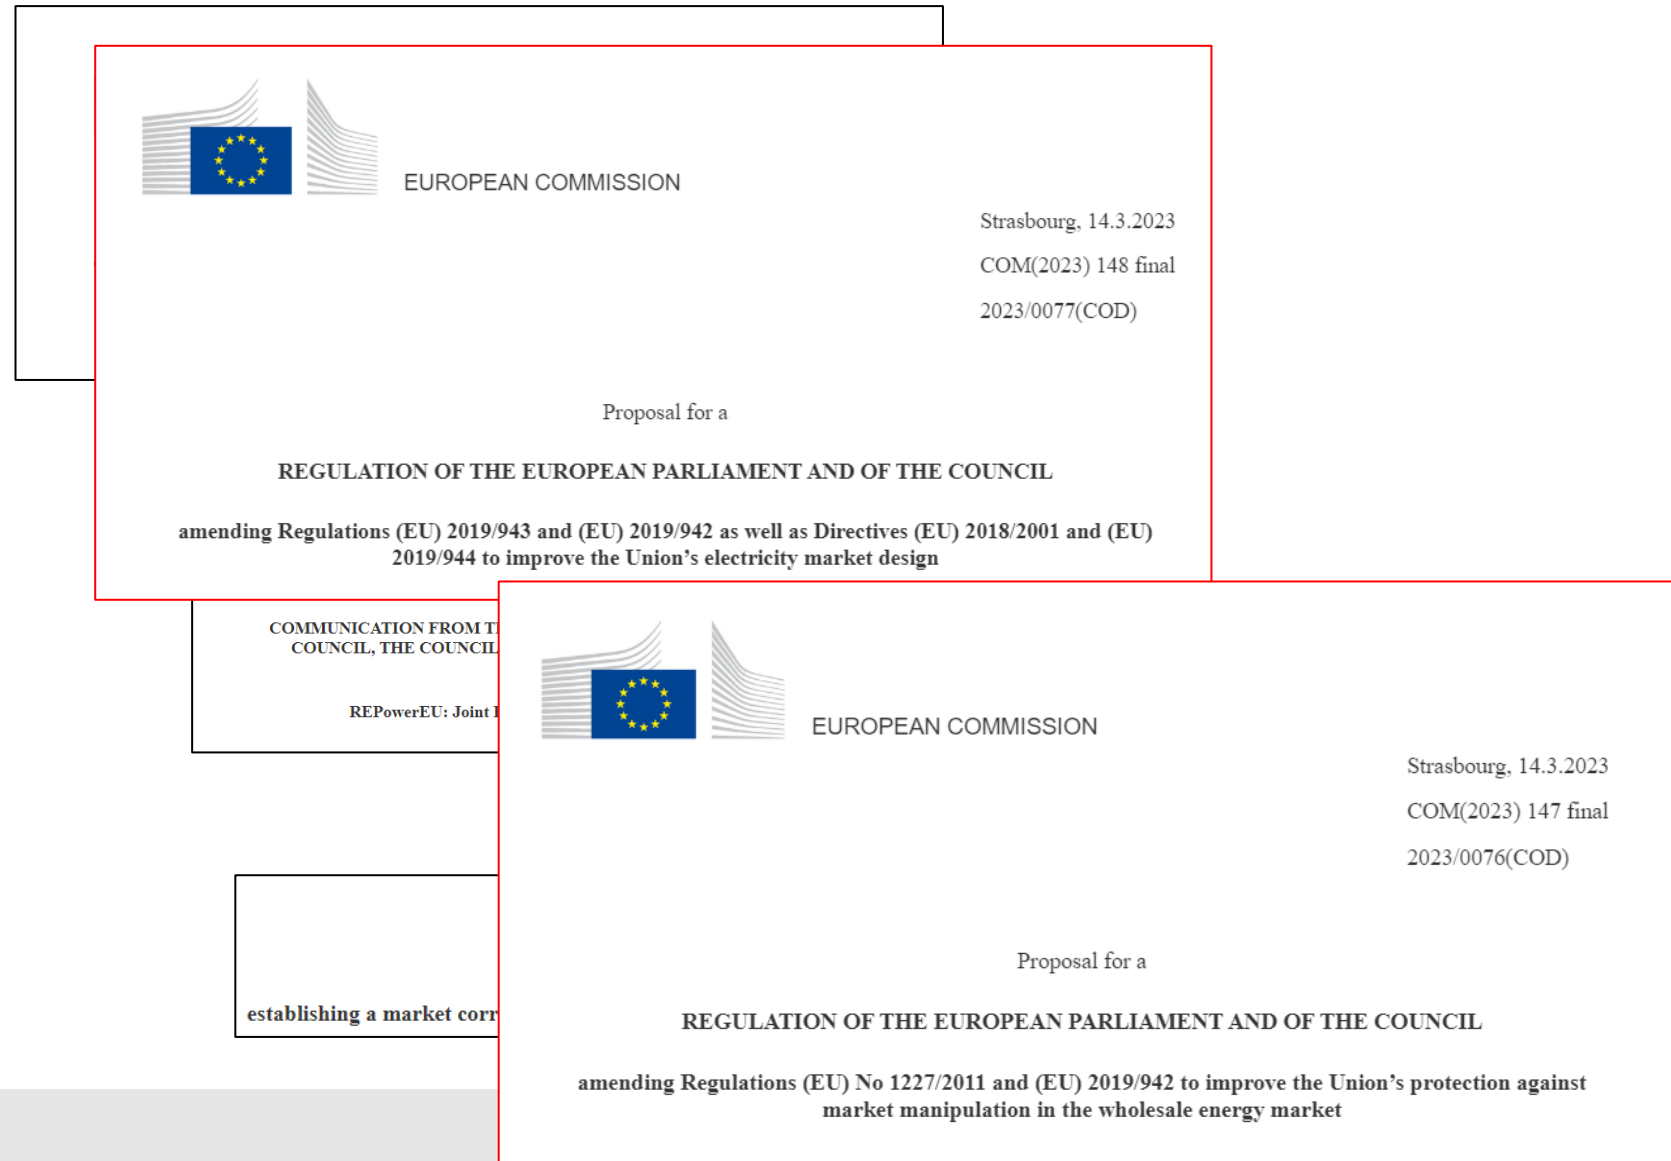 EUROPEAN COMMISSION
Strasbourg, 14.3.2023
COM(2023) 148 final
2023/0077(COD)
Proposal for a
REGULATION OF THE EUROPEAN PARLIAMENT AND OF THE COUNCIL
amending Regulations (EU) 2019/943 and (EU) 2019/942 as well as Directives (EU) 2018/2001 and (EU)
2019/944 to improve the Union’s electricity market design
COMMUNICATION FROM
COUNCIL, THE COUNCIL
REPowerEU: Joint
EUROPEAN COMMISSION
Strasbourg, 14.3.2023
COM(2023) 147 final
2023/0076(COD)
Proposal for a
establishing a market corr
REGULATION OF THE EUROPEAN PARLIAMENT AND OF THE COUNCIL
amending Regulations (EU) No 1227/2011 and (EU) 2019/942 to improve the Union’s protection against
market manipulation in the wholesale energy market